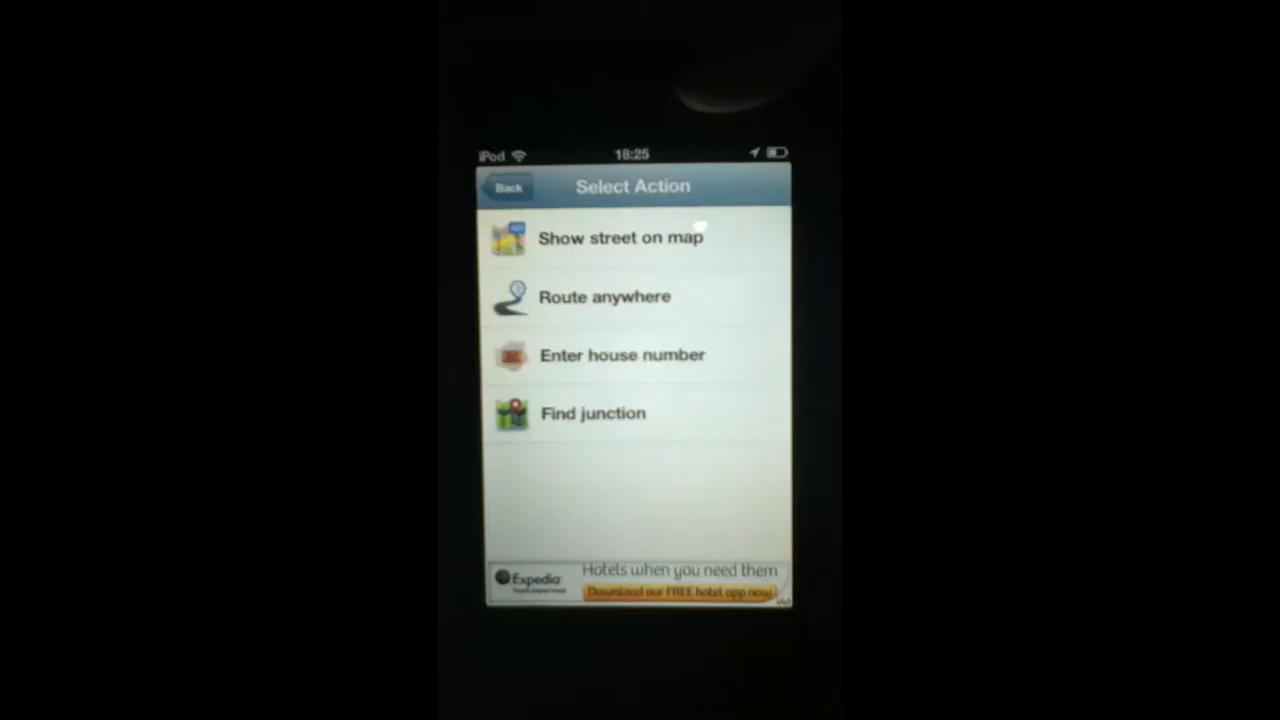 iPod 18:25
Back Select Action
Show street on map
Route anywhere
Enter house number
Find junction
Expedia Hotels when you need them
Download our FREE hotel app now
iAd